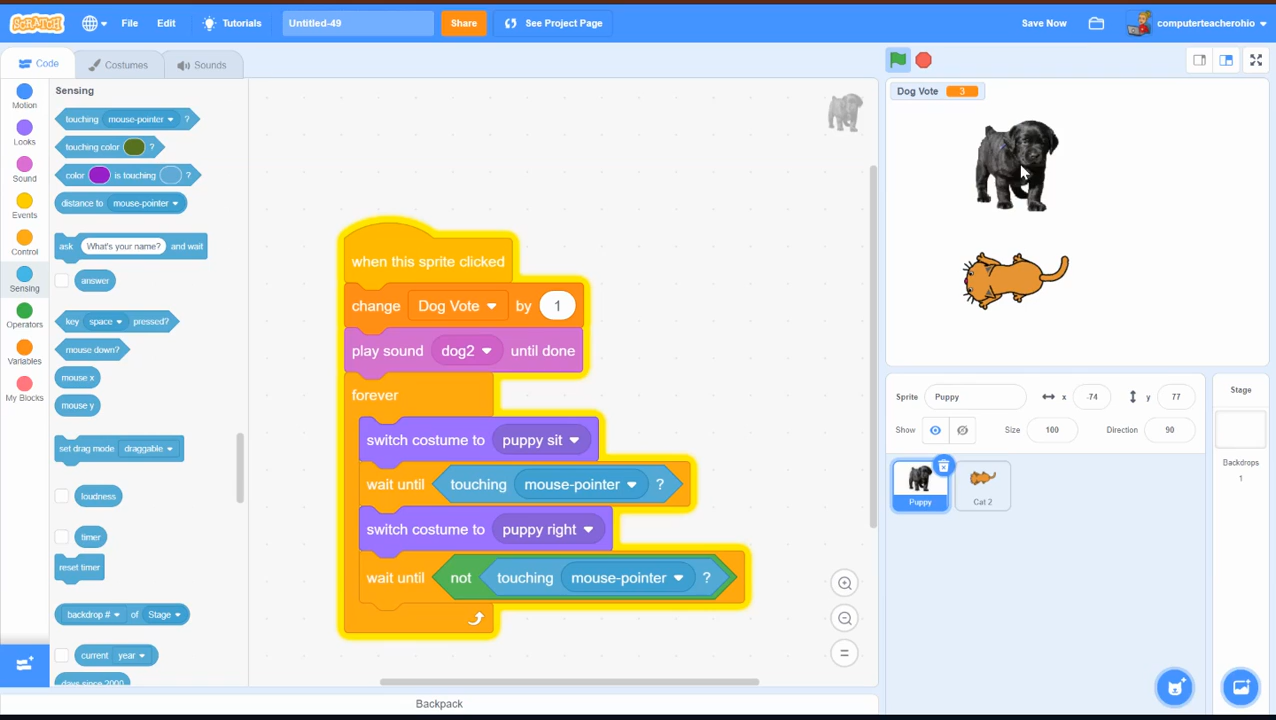 SCRATCH File Edit Tutorials Untitled-49 Share See Project Page Save Now computerteacherohio
Code Costumes Sounds
Motion
Looks
Sound
Events
Control
Sensing
Operators
Variables
My Blocks
Sensing
touching mouse-pointer ?
touching color ?
color is touching ?
distance to mouse-pointer
ask What's your name? and wait
answer
key space pressed?
mouse down?
mouse x
mouse y
set drag mode draggable
loudness
timer
reset timer
backdrop # of Stage
current year
days since 2000
when this sprite clicked
change Dog Vote by 1
play sound dog2 until done
forever
switch costume to puppy sit
wait until touching mouse-pointer ?
switch costume to puppy right
wait until not touching mouse-pointer ?
Dog Vote 3
Sprite Puppy x -74 y 77
Show Size 100 Direction 90
Puppy
Cat 2
Stage
Backdrops
1
Backpack